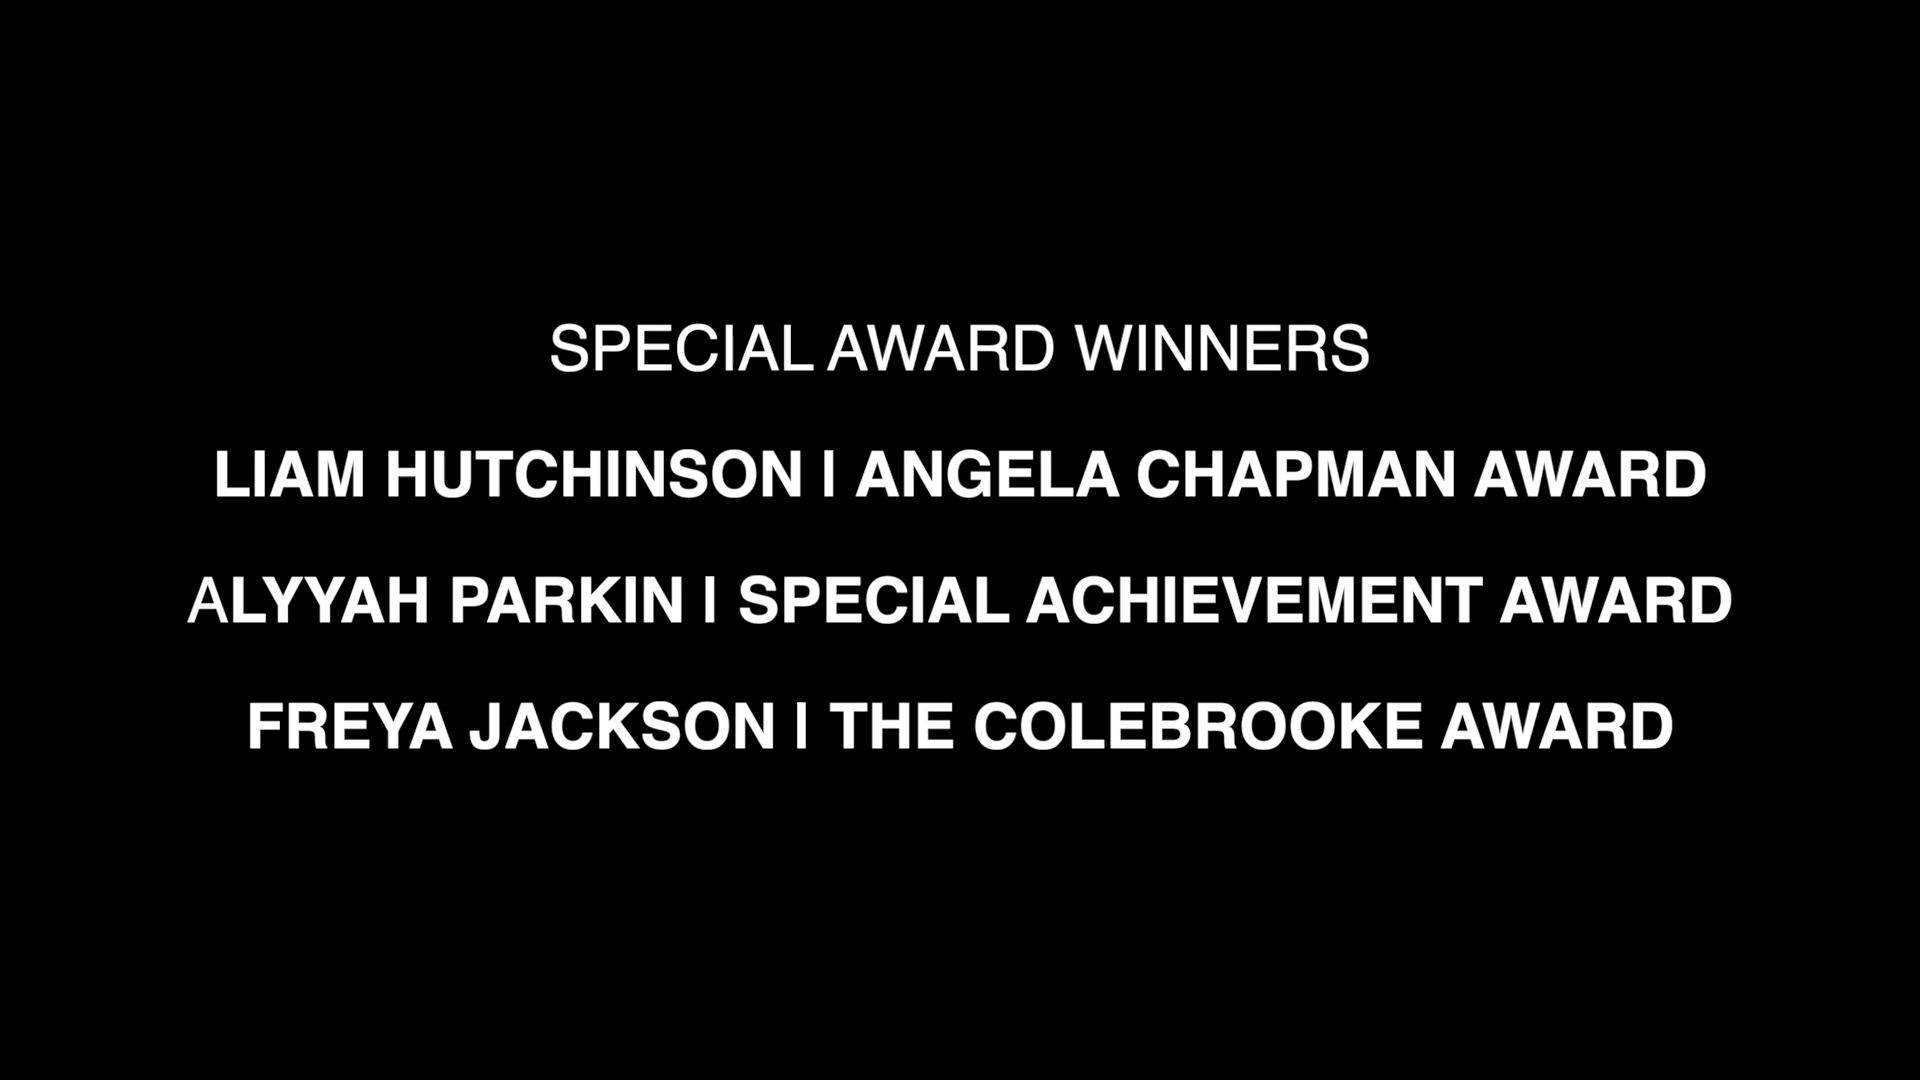 SPECIAL AWARD WINNERS
LIAM HUTCHINSON | ANGELA CHAPMAN AWARD
ALYYAH PARKIN | SPECIAL ACHIEVEMENT AWARD
FREYA JACKSON | THE COLEBROOKE AWARD